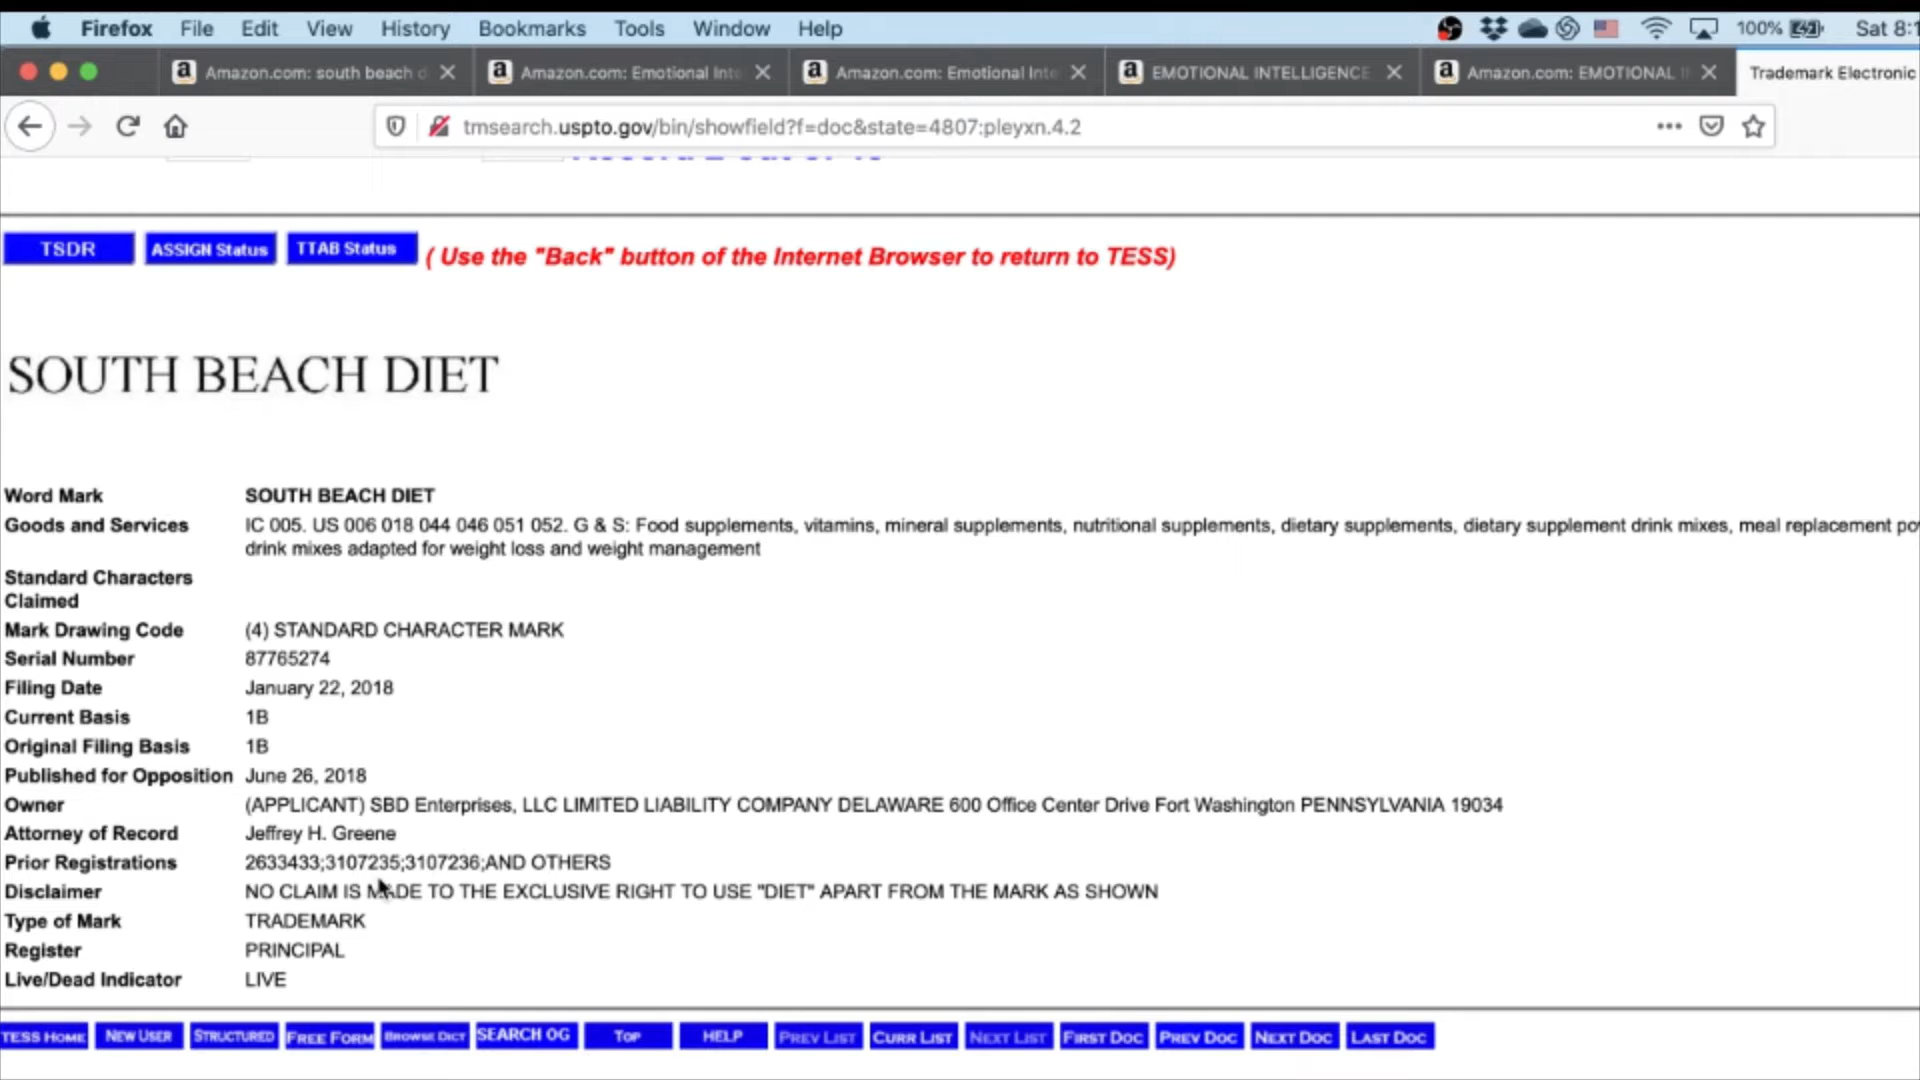 Firefox File Edit View History Bookmarks Tools Window Help 100% Sat 8:1
Amazon.com: south beach d Amazon.com: Emotional Inte Amazon.com: Emotional Inte EMOTIONAL INTELLIGENCE Amazon.com: EMOTIONAL I Trademark Electronic
tmsearch.uspto.gov/bin/showfield?f=doc&state=4807:pleyxn.4.2
TSDR ASSIGN Status TTAB Status ( Use the "Back" button of the Internet Browser to return to TESS)
SOUTH BEACH DIET
Word Mark SOUTH BEACH DIET
Goods and Services IC 005. US 006 018 044 046 051 052. G & S: Food supplements, vitamins, mineral supplements, nutritional supplements, dietary supplements, dietary supplement drink mixes, meal replacement po
drink mixes adapted for weight loss and weight management
Standard Characters
Claimed
Mark Drawing Code (4) STANDARD CHARACTER MARK
Serial Number 87765274
Filing Date January 22, 2018
Current Basis 1B
Original Filing Basis 1B
Published for Opposition June 26, 2018
Owner (APPLICANT) SBD Enterprises, LLC LIMITED LIABILITY COMPANY DELAWARE 600 Office Center Drive Fort Washington PENNSYLVANIA 19034
Attorney of Record Jeffrey H. Greene
Prior Registrations 2633433;3107235;3107236;AND OTHERS
Disclaimer NO CLAIM IS MADE TO THE EXCLUSIVE RIGHT TO USE "DIET" APART FROM THE MARK AS SHOWN
Type of Mark TRADEMARK
Register PRINCIPAL
Live/Dead Indicator LIVE
TESS HOME NEW USER STRUCTURED FREE FORM BROWSE DICT SEARCH OG TOP HELP PREV LIST CURR LIST NEXT LIST FIRST DOC PREV DOC NEXT DOC LAST DOC